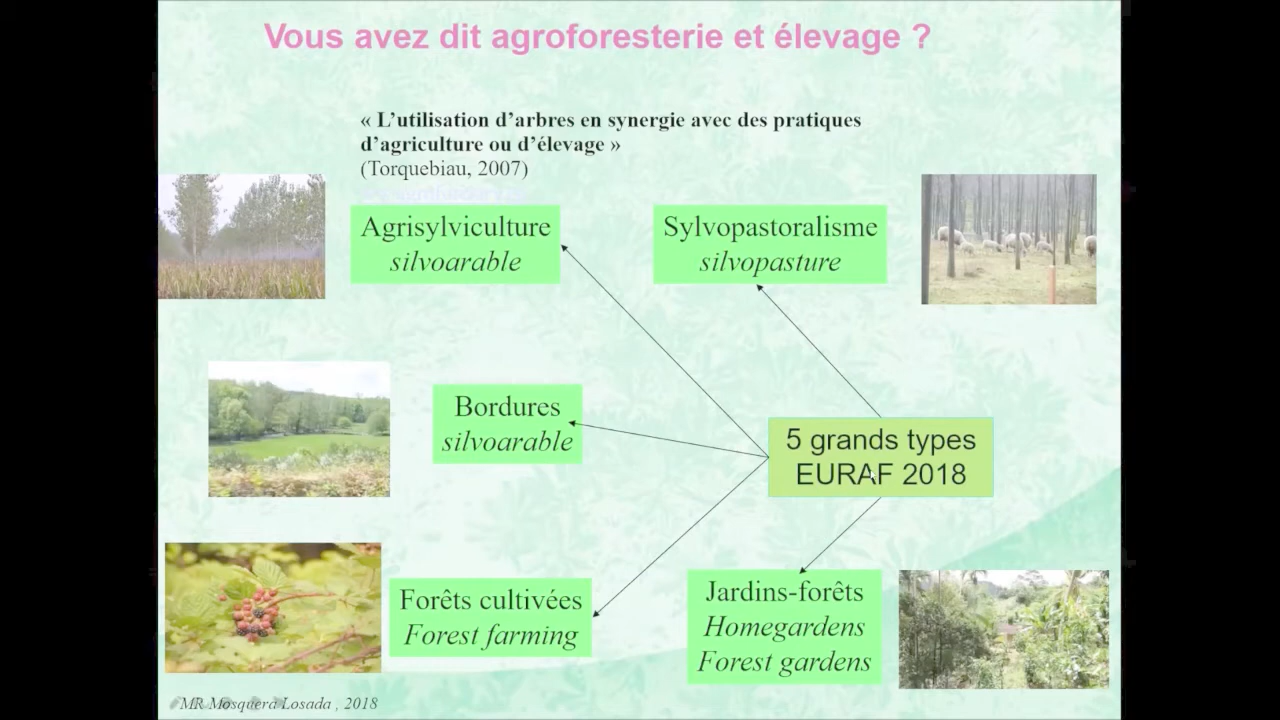 Vous avez dit agroforesterie et élevage ?
« L'utilisation d'arbres en synergie avec des pratiques
d'agriculture ou d'élevage »
(Torquebiau, 2007)
Agrisylviculture
silvoarable
Sylvopastoralisme
silvopasture
Bordures
silvoarable
5 grands types
EURAF 2018
Forêts cultivées
Forest farming
Jardins-forêts
Homegardens
Forest gardens
MR Mosquera Losada , 2018